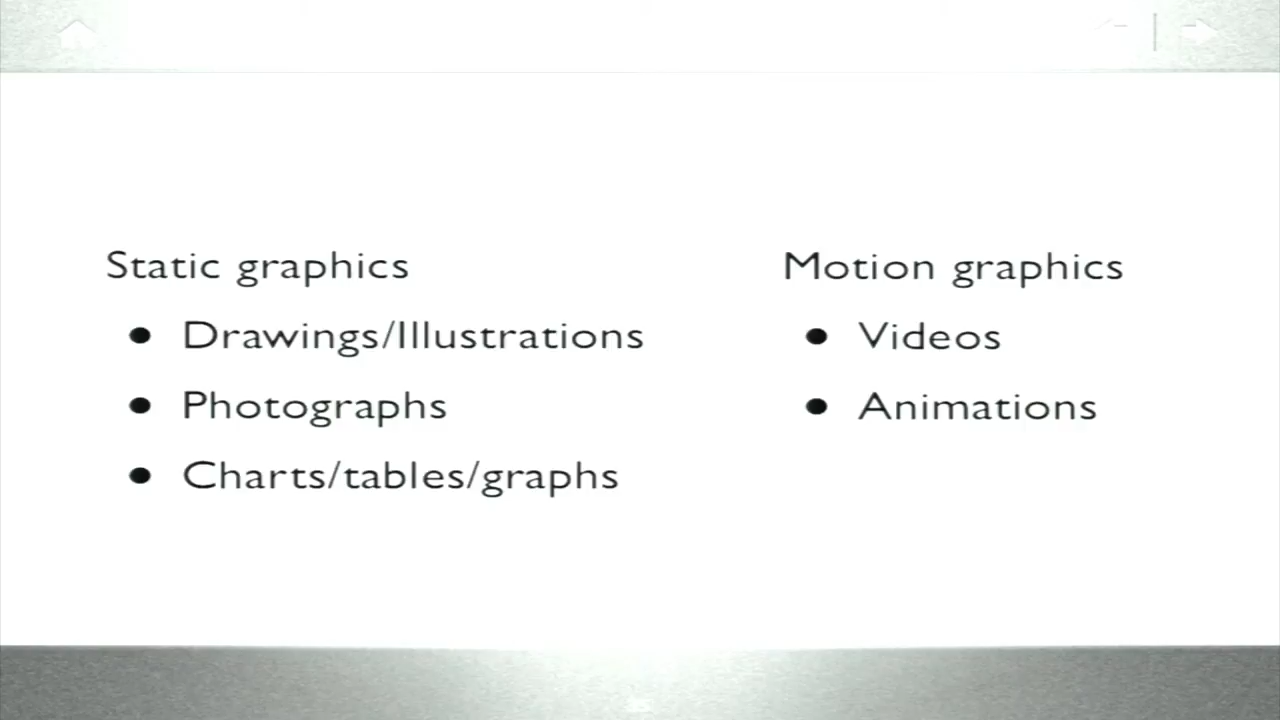 Static graphics
● Drawings/Illustrations
● Photographs
● Charts/tables/graphs
Motion graphics
● Videos
● Animations